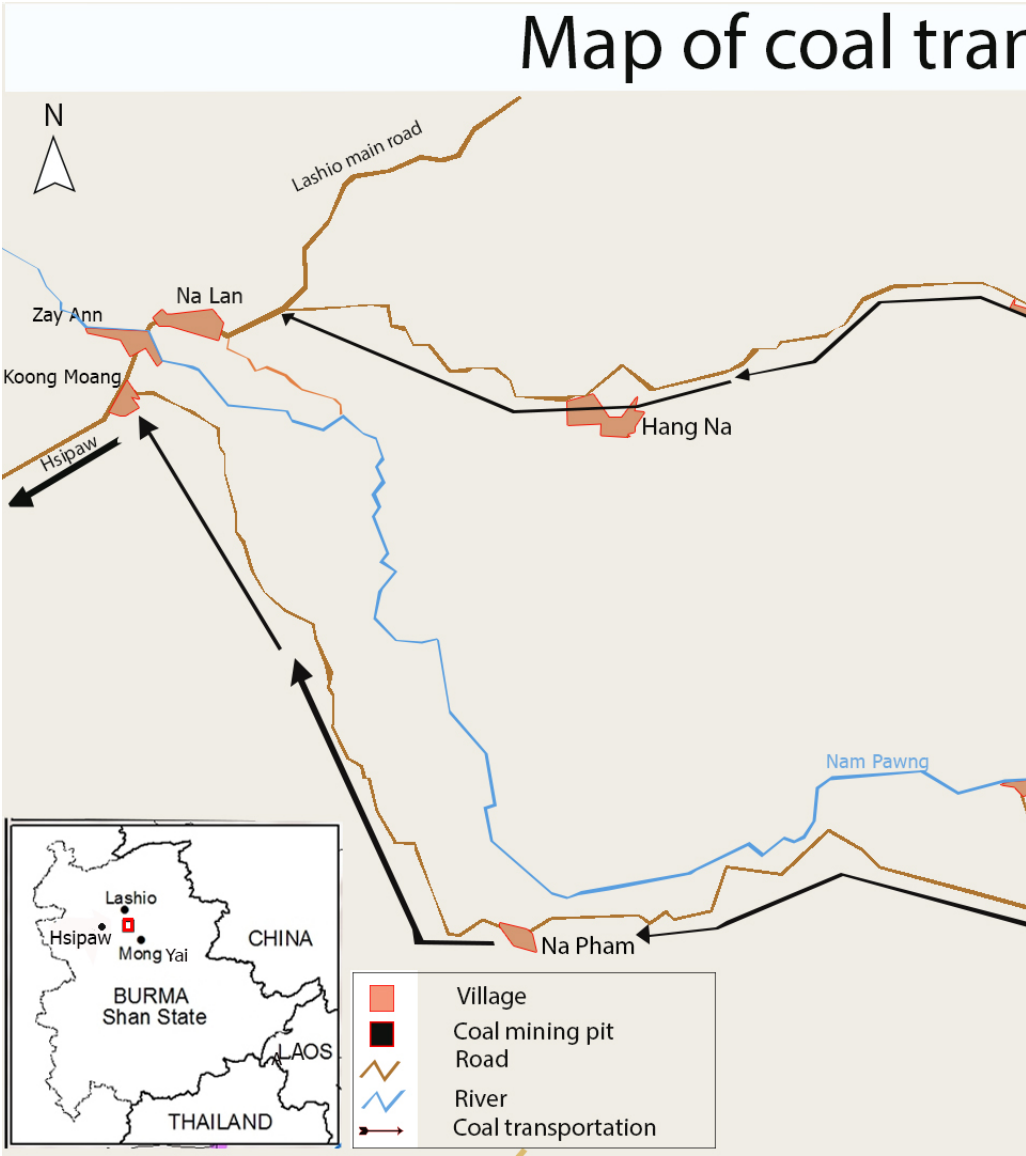 Map of coal tran
N
Lashio main road
Na Lan
Zay Ann
Koong Moang
Hsipaw
Hang Na
Nam Pawng
Na Pham
Lashio
Hsipaw
Mong Yai
CHINA
BURMA
Shan State
LAOS
THAILAND
Village
Coal mining pit
Road
River
Coal transportation